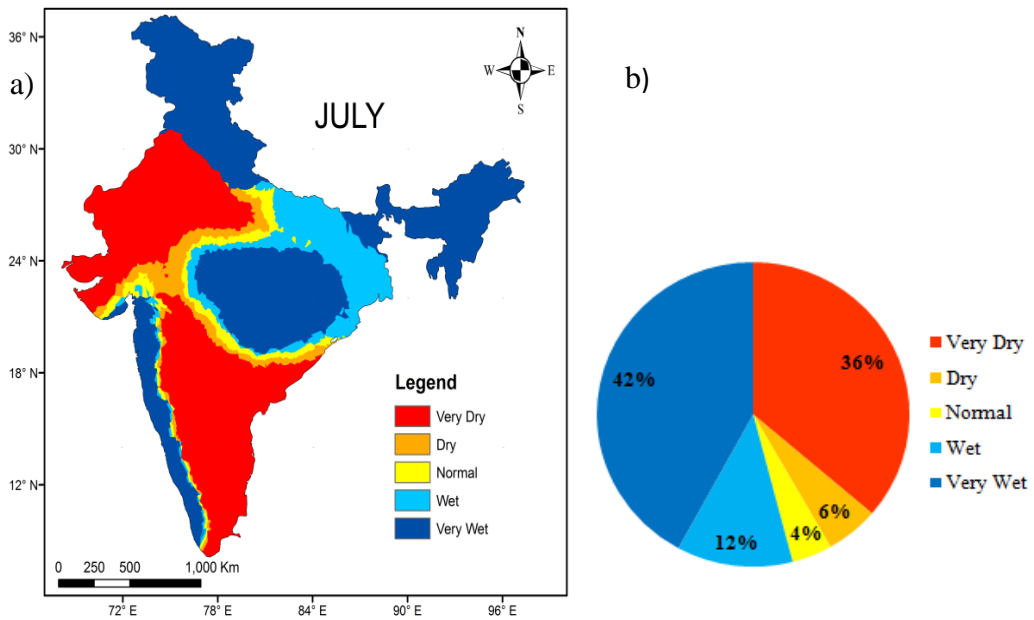 a)
36° N
30° N
24° N
18° N
12° N
JULY
N
W
E
S
Legend
Very Dry
Dry
Normal
Wet
Very Wet
0 250 500 1,000 Km
72° E 78° E 84° E 90° E 96° E
b)
42%
36%
6%
4%
12%
Very Dry
Dry
Normal
Wet
Very Wet